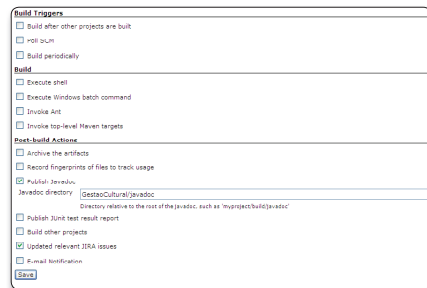 Build Triggers
Build after other projects are built
Poll SCM
Build periodically
Build
Execute shell
Execute Windows batch command
Invoke Ant
Invoke top-level Maven targets
Post-build Actions
Archive the artifacts
Record fingerprints of files to track usage
Publish Javadoc
Javadoc directory GestaoCultural/javadoc
Directory relative to the root of the javadoc, such as 'myproject/build/javadoc'
Publish JUnit test result report
Build other projects
Updated relevant JIRA issues
E-mail Notification
Save